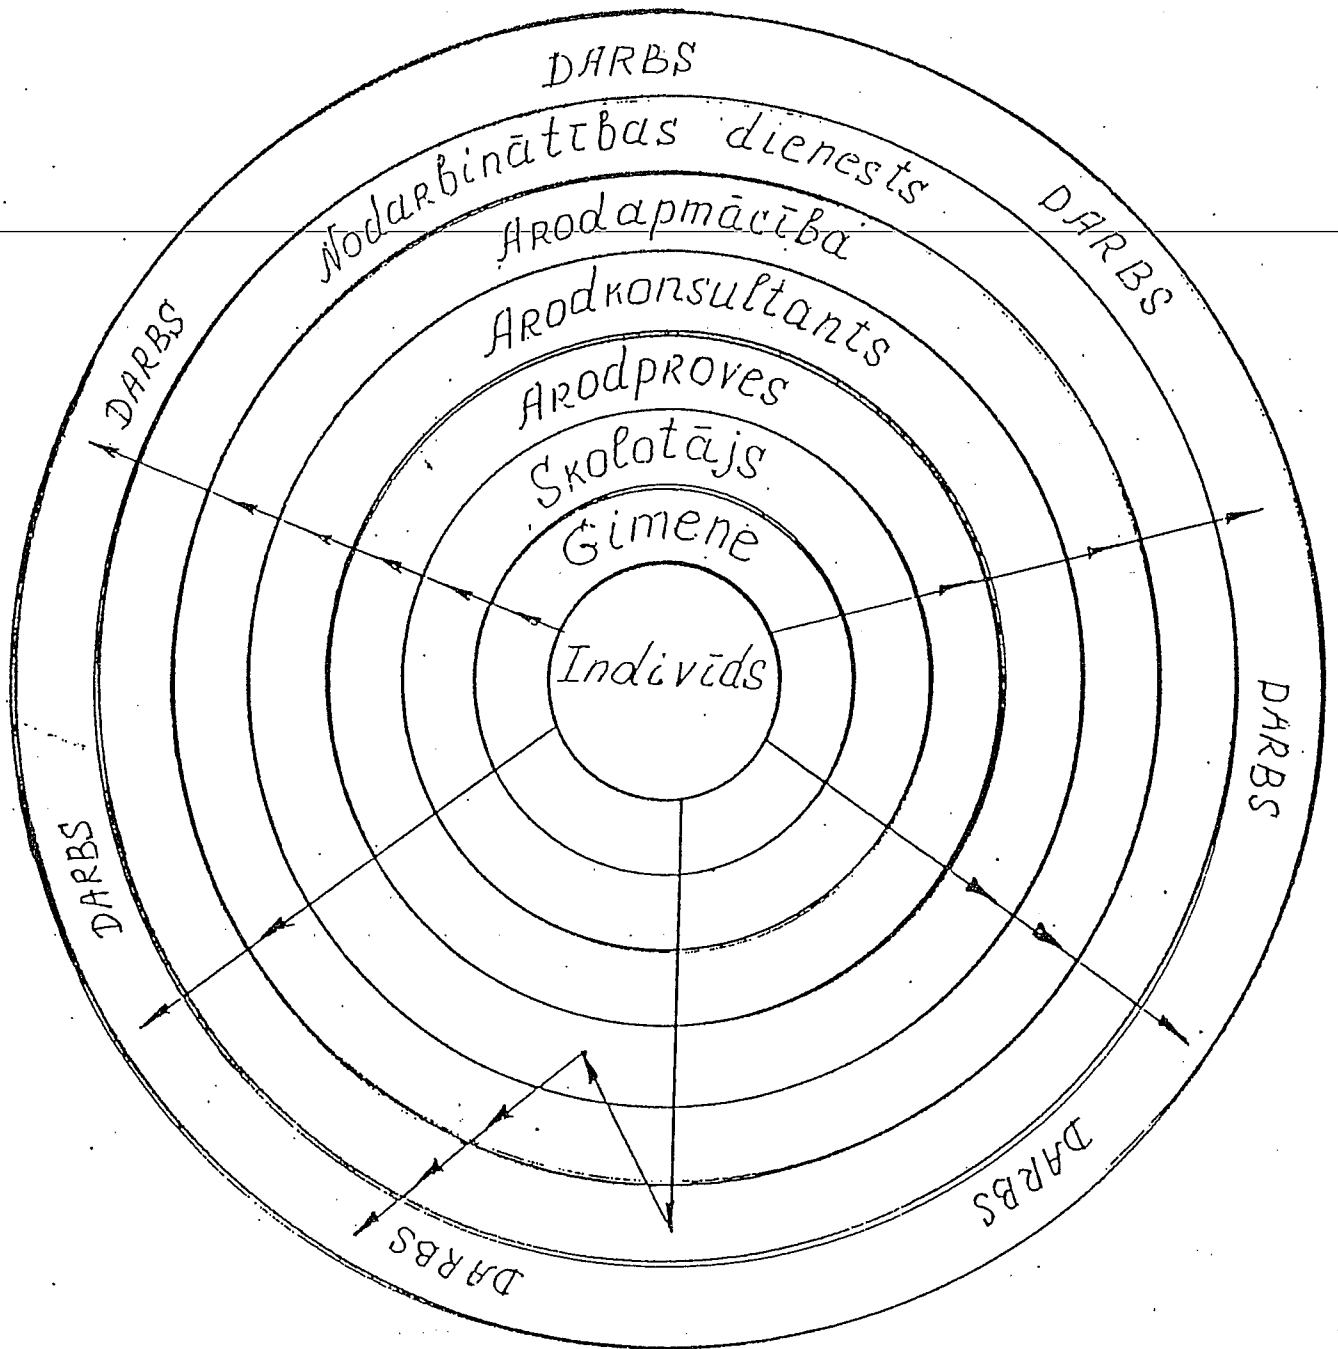 DARBS
Nodarbinātības dienests
Arodapmācība
Arodkonsultants
Arodproves
Skolotājs
Ģimene
Indivīds
DARBS
DARBS
DARBS
DARBS
DARBS
DARBS